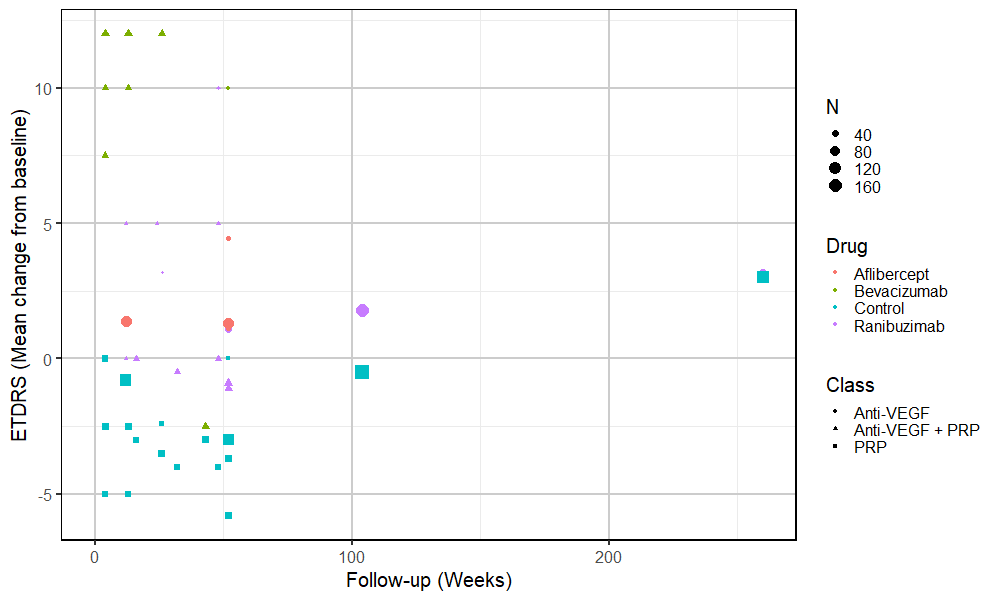 ETDRS (Mean change from baseline)
10
5
0
-5
0
100
200
Follow-up (Weeks)
N
40
80
120
160
Drug
Aflibercept
Bevacizumab
Control
Ranibuzimab
Class
Anti-VEGF
Anti-VEGF + PRP
PRP